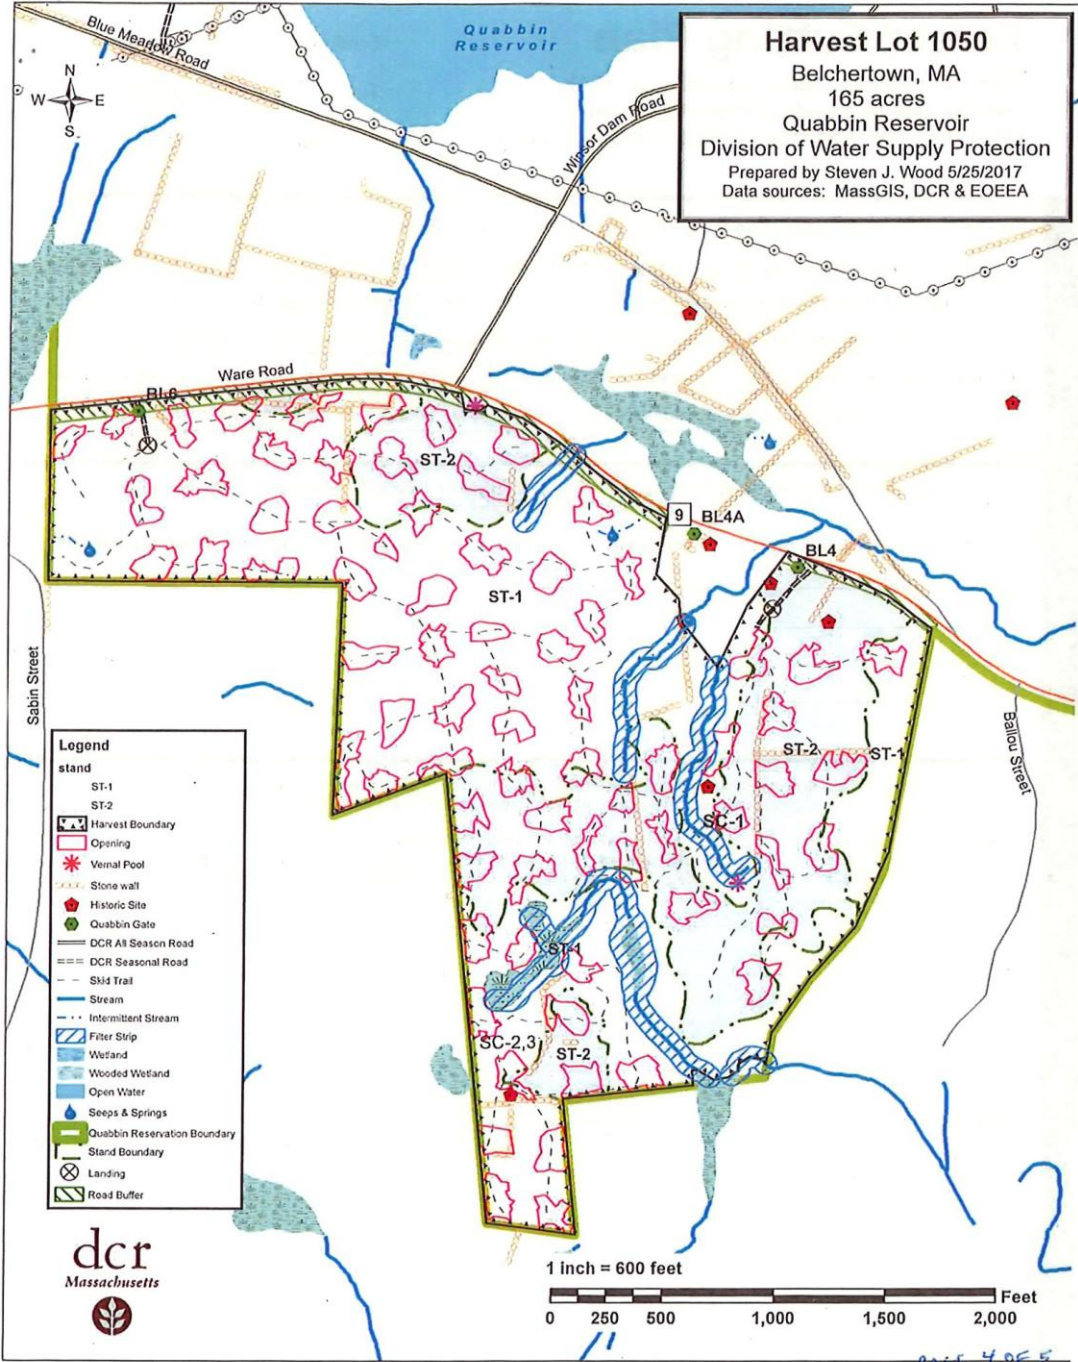 Quabbin
Reservoir
Blue Meadow Road
Harvest Lot 1050
Belchertown, MA
165 acres
Quabbin Reservoir
Division of Water Supply Protection
Prepared by Steven J. Wood 5/25/2017
Data sources: MassGIS, DCR & EOEEA
N
W
E
S
Winsor Dam Road
Ware Road
BL6
ST-2
9
BL4A
BL4
ST-1
Sabin Street
Ballou Street
ST-2
ST-1
SC-1
ST-1
SC-2,3
ST-2
Legend
stand
ST-1
ST-2
Harvest Boundary
Opening
Vernal Pool
Stone wall
Historic Site
Quabbin Gate
DCR All Season Road
DCR Seasonal Road
Skid Trail
Stream
Intermittent Stream
Filter Strip
Wetland
Wooded Wetland
Open Water
Seeps & Springs
Quabbin Reservation Boundary
Stand Boundary
Landing
Road Buffer
dcr
Massachusetts
1 inch = 600 feet
Feet
0 250 500 1,000 1,500 2,000
4 OF 5